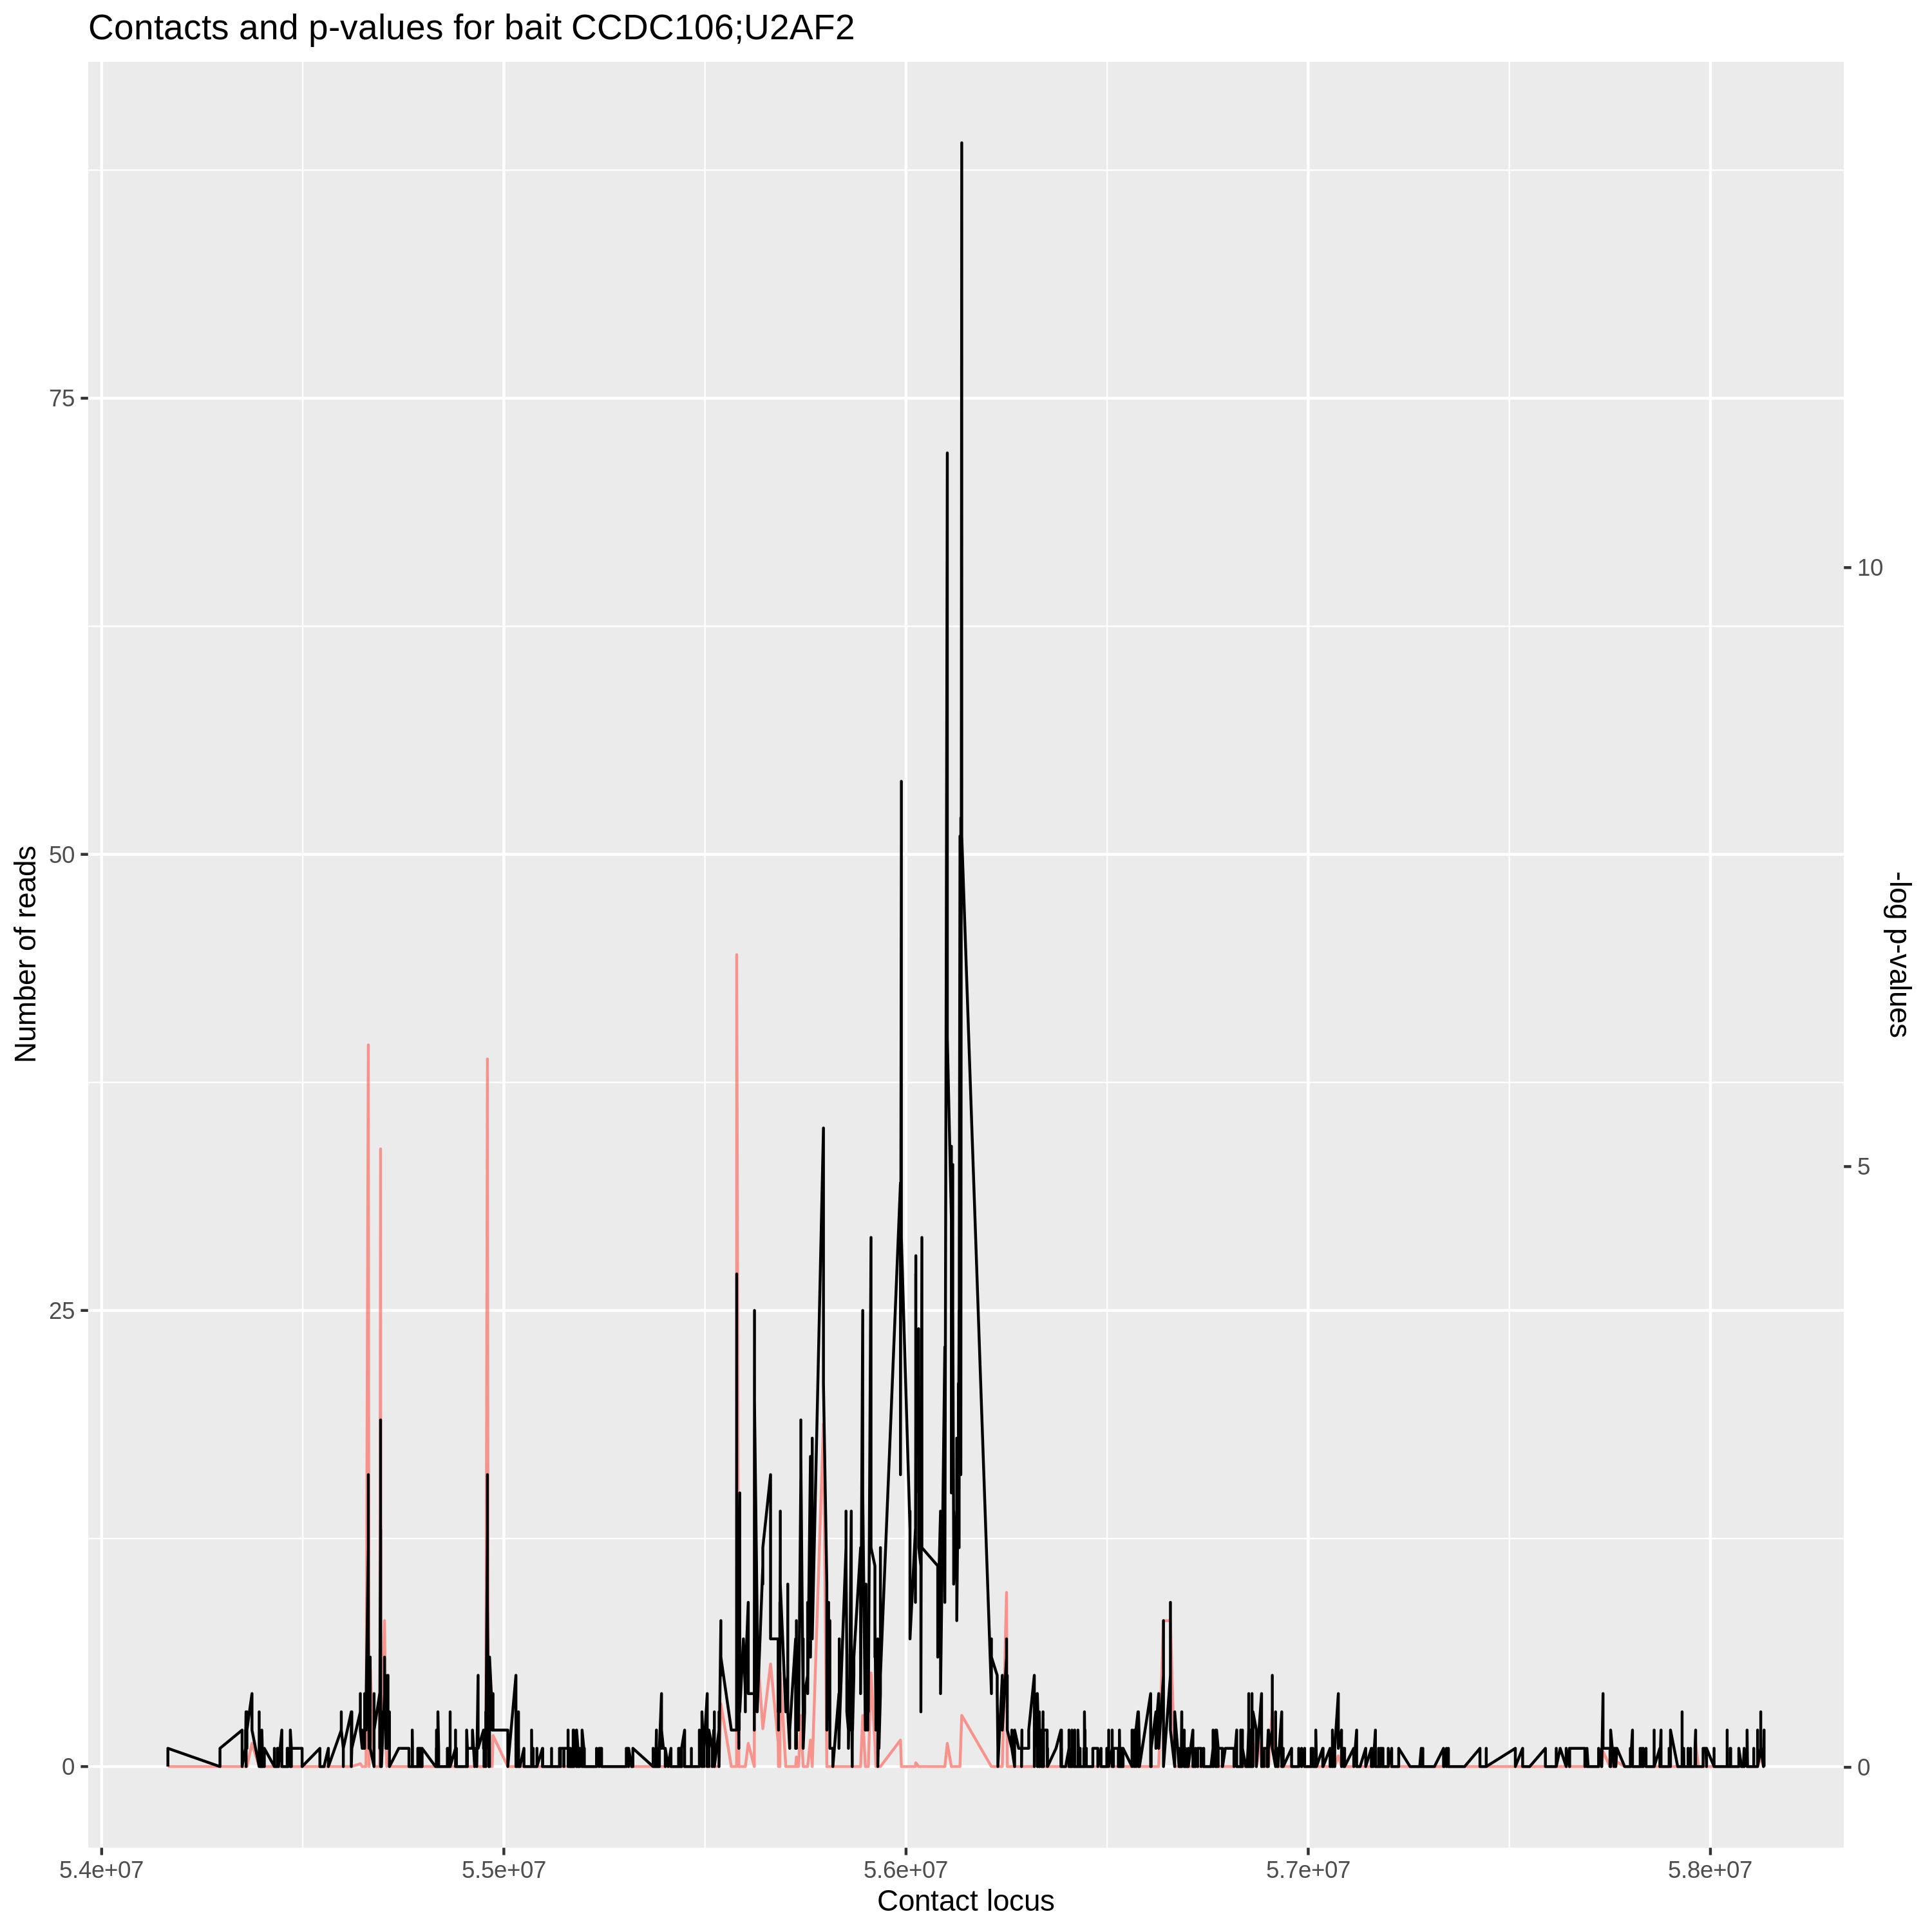 Contacts and p-values for bait CCDC106;U2AF2
Number of reads
75
50
25
0
10
5
0
-log p-values
5.4e+07 5.5e+07 5.6e+07 5.7e+07 5.8e+07
Contact locus